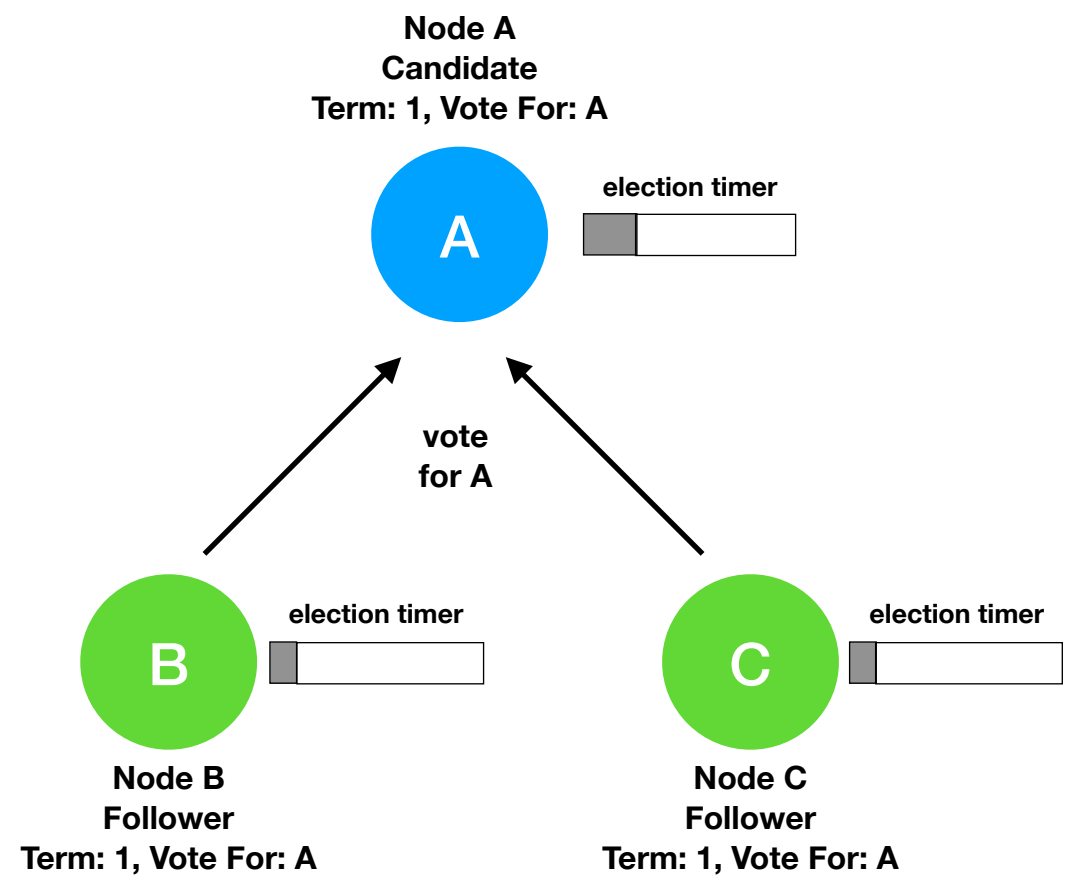 Node A
Candidate
Term: 1, Vote For: A
A
election timer
vote
for A
B
election timer
C
election timer
Node B
Follower
Term: 1, Vote For: A
Node C
Follower
Term: 1, Vote For: A